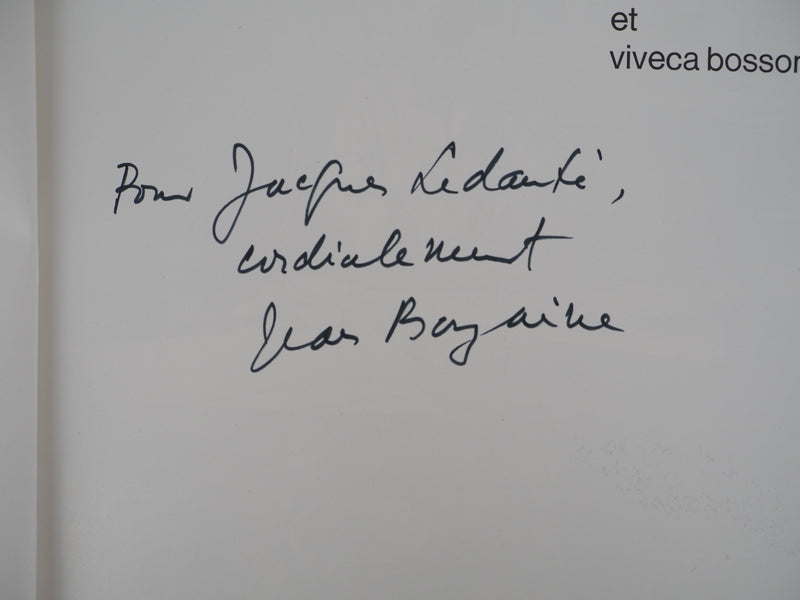 et
viveca bosson
Pour Jacques Ledanté,
cordialement
Jean Bazaine